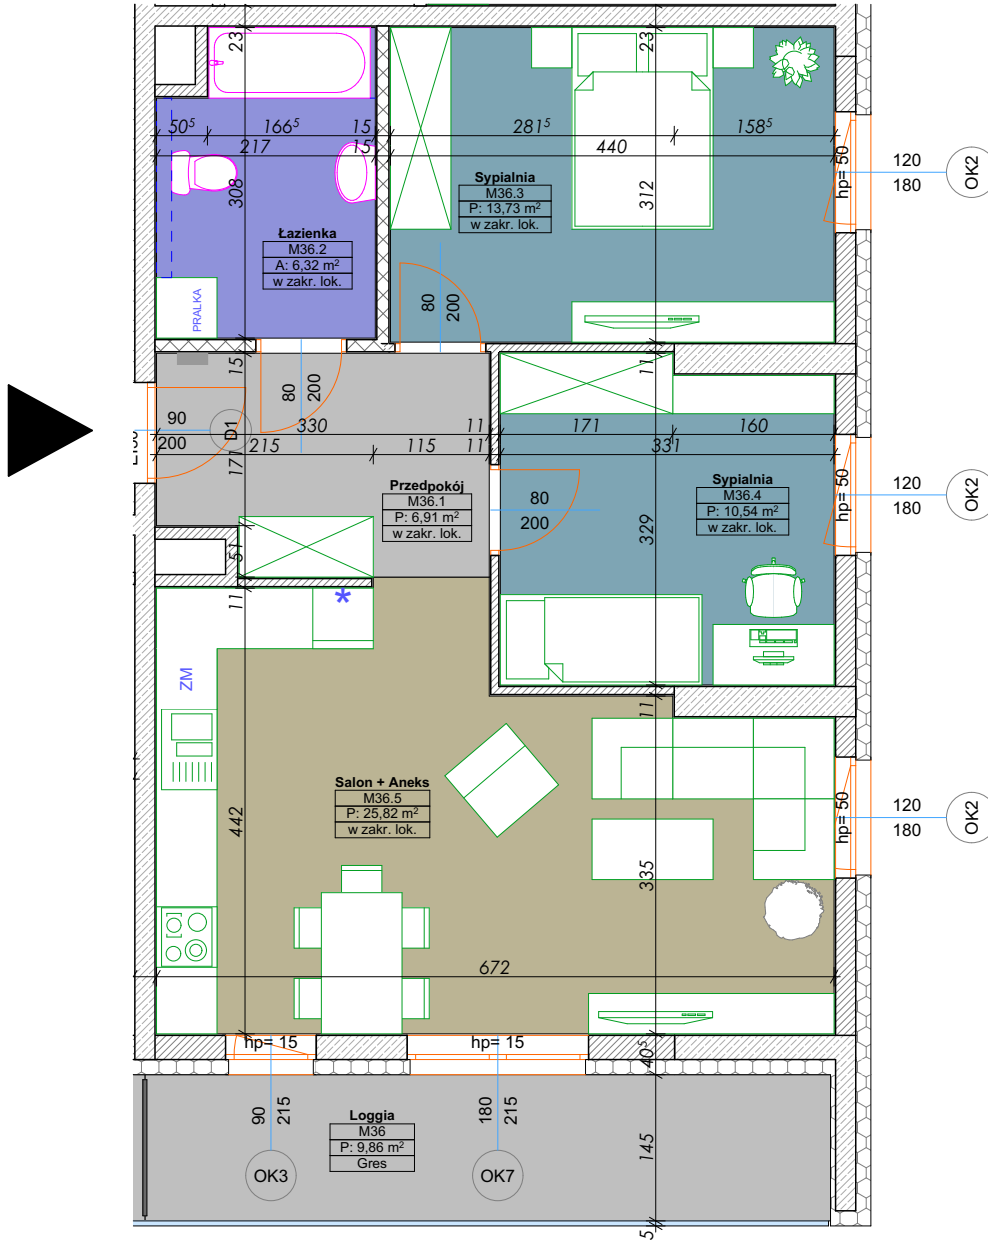 23
23
50⁵
166⁵
15
281⁵
158⁵
217
15
440
120
180
OK2
hp= 50
308
312
Sypialnia
M36.3
P: 13,73 m²
w zakr. lok.
Łazienka
M36.2
A: 6,32 m²
w zakr. lok.
PRALKA
80
200
15
80
200
11
90
200
D1
330
11
171
160
215
115
11
331
171
120
180
OK2
hp= 50
Przedpokój
M36.1
P: 6,91 m²
w zakr. lok.
80
200
Sypialnia
M36.4
P: 10,54 m²
w zakr. lok.
329
51
11
*
ZM
11
Salon + Aneks
M36.5
P: 25,82 m²
w zakr. lok.
442
335
120
180
OK2
hp= 50
672
hp= 15
hp= 15
40⁵
90
215
180
215
Loggia
M36
P: 9,86 m²
Gres
145
OK3
OK7
5